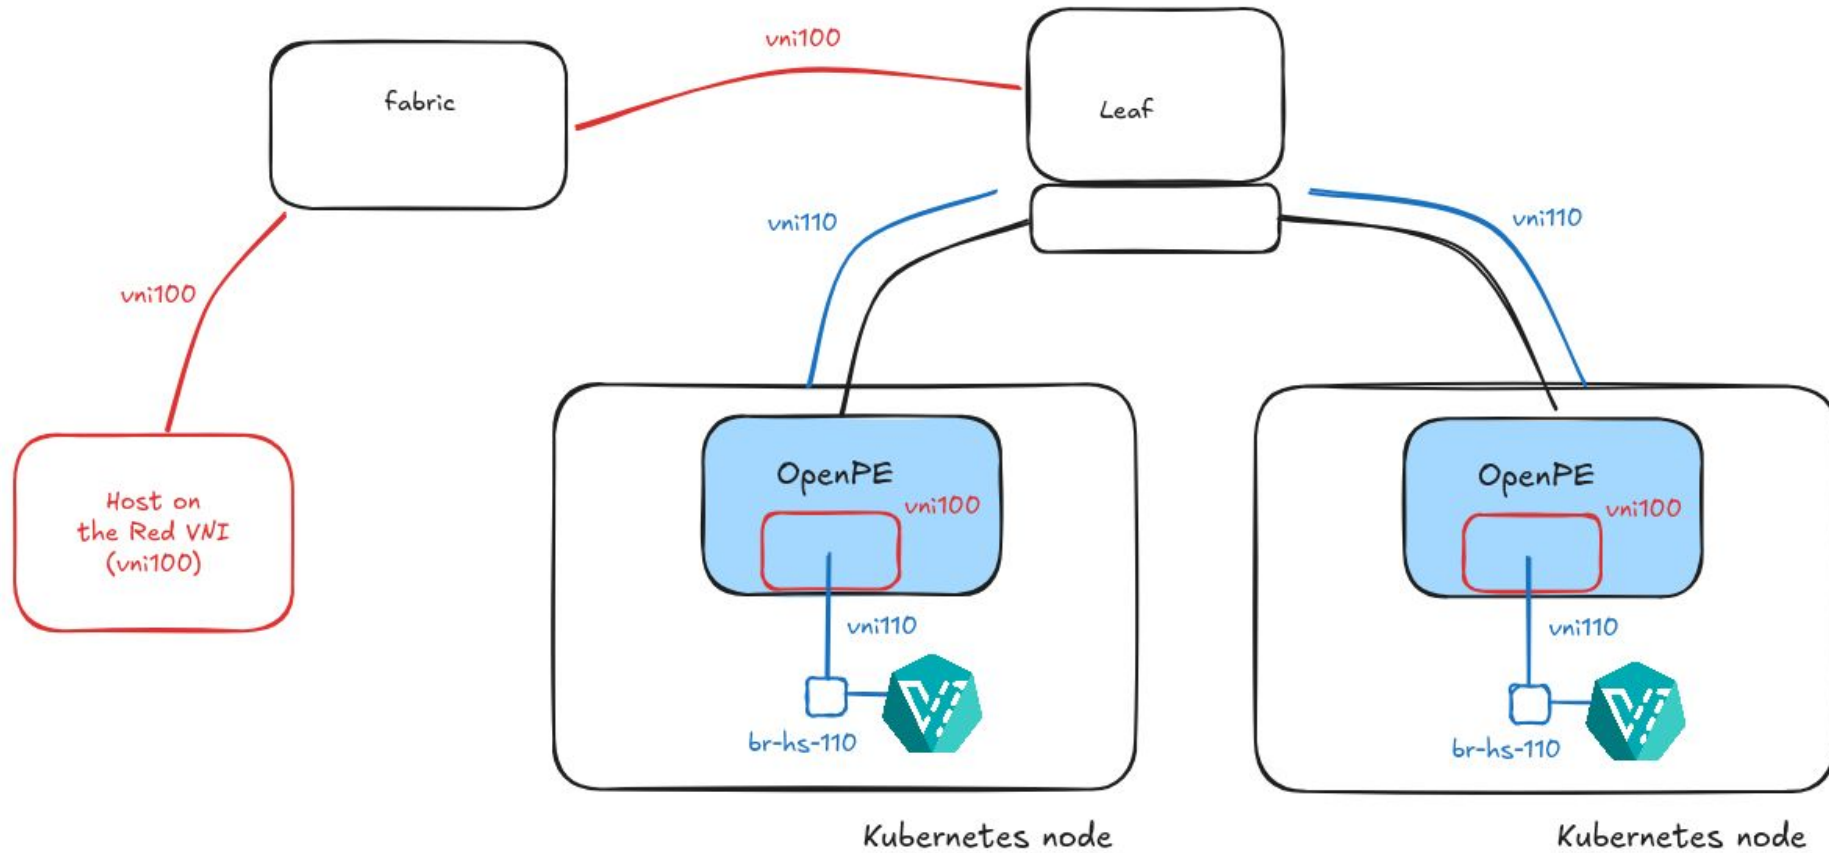 vni100
fabric
Leaf
vni110
vni110
vni100
OpenPE
vni100
OpenPE
vni100
Host on
the Red VNI
(vni100)
vni110
vni110
br-hs-110
br-hs-110
Kubernetes node
Kubernetes node